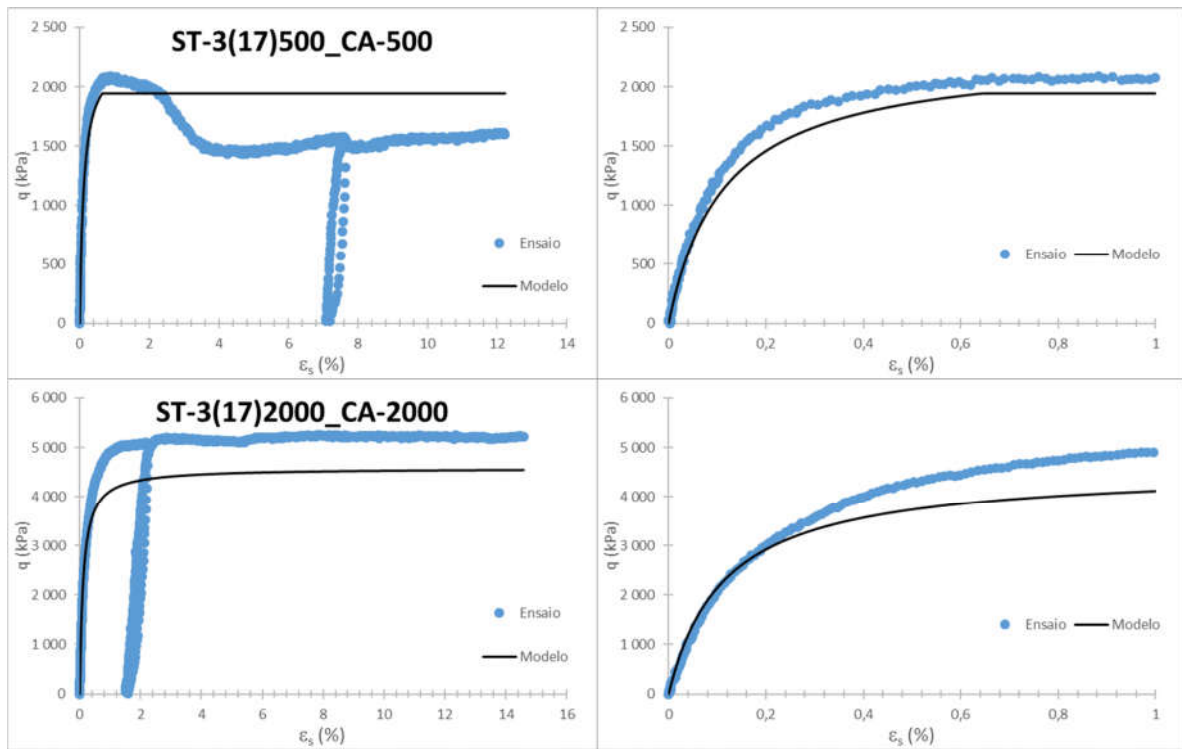 ST-3(17)500_CA-500
2 500
2 000
1 500
1 000
500
0
q (kPa)
0 2 4 6 8 10 12 14
εs (%)
Ensaio
Modelo
2 500
2 000
1 500
1 000
500
0
q (kPa)
0 0,2 0,4 0,6 0,8 1
εs (%)
Ensaio Modelo
ST-3(17)2000_CA-2000
6 000
5 000
4 000
3 000
2 000
1 000
0
q (kPa)
0 2 4 6 8 10 12 14 16
εs (%)
Ensaio
Modelo
6 000
5 000
4 000
3 000
2 000
1 000
0
q (kPa)
0 0,2 0,4 0,6 0,8 1
εs (%)
Ensaio Modelo